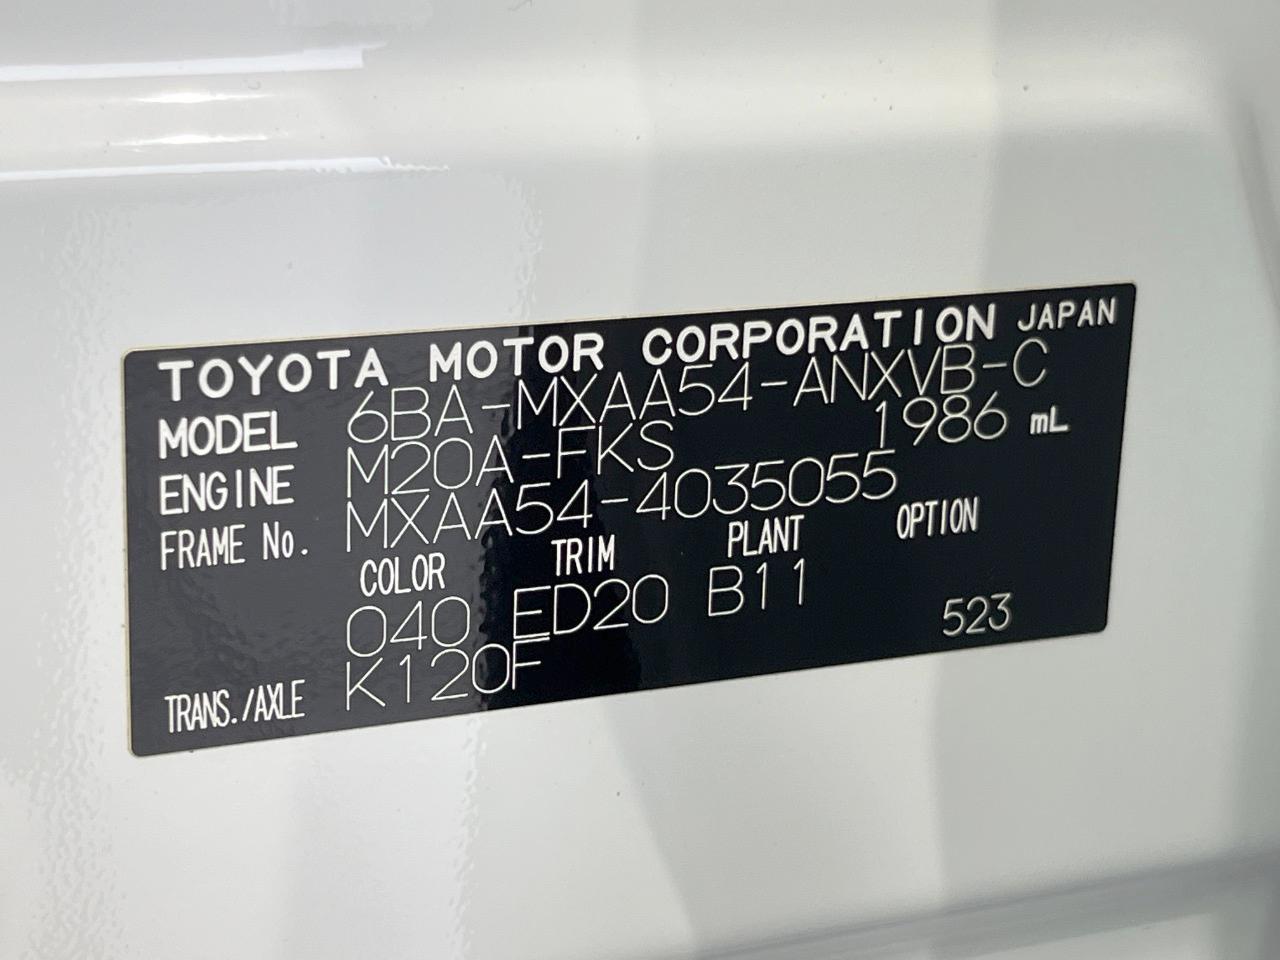 TOYOTA MOTOR CORPORATION JAPAN
MODEL 6BA-MXAA54-ANXVB-C
ENGINE M20A-FKS 1986 mL
FRAME No. MXAA54-4035055
COLOR TRIM PLANT OPTION
040 ED20 B11 523
TRANS./AXLE K120F